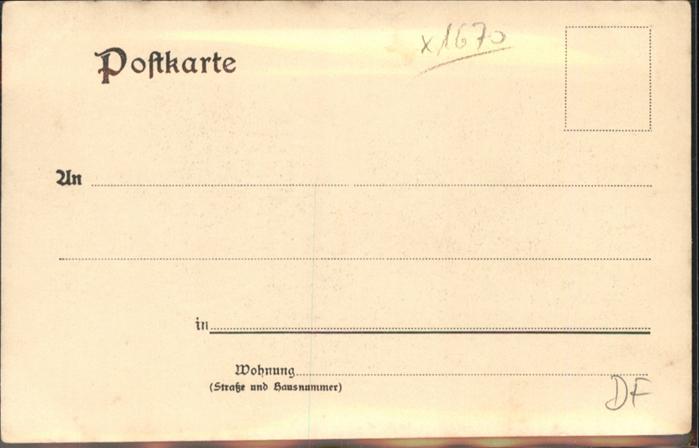 x1670
Postkarte
An
in
Wohnung
(Straße und Hausnummer)
DF